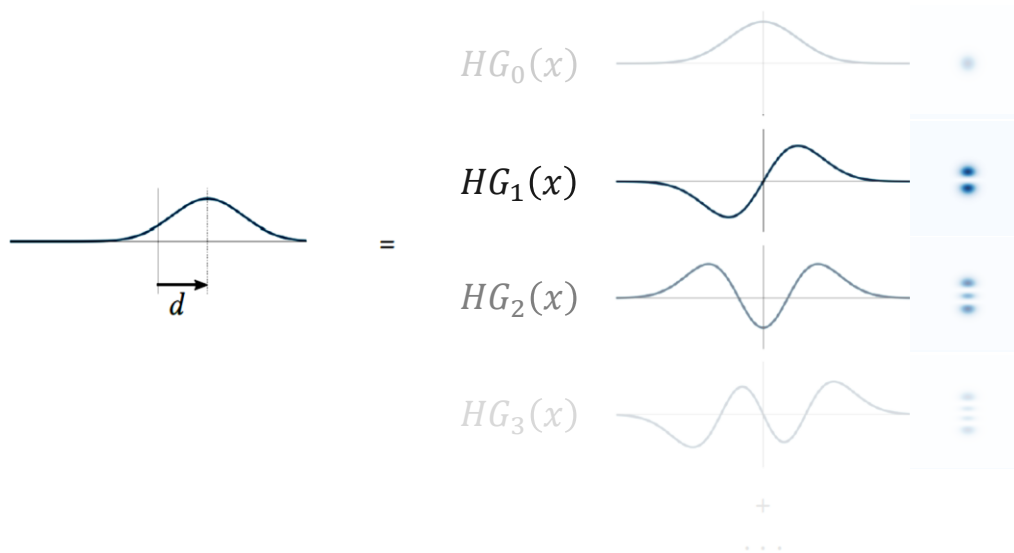 HG₀(x)
HG₁(x)
d
=
HG₂(x)
HG₃(x)
+
. . .